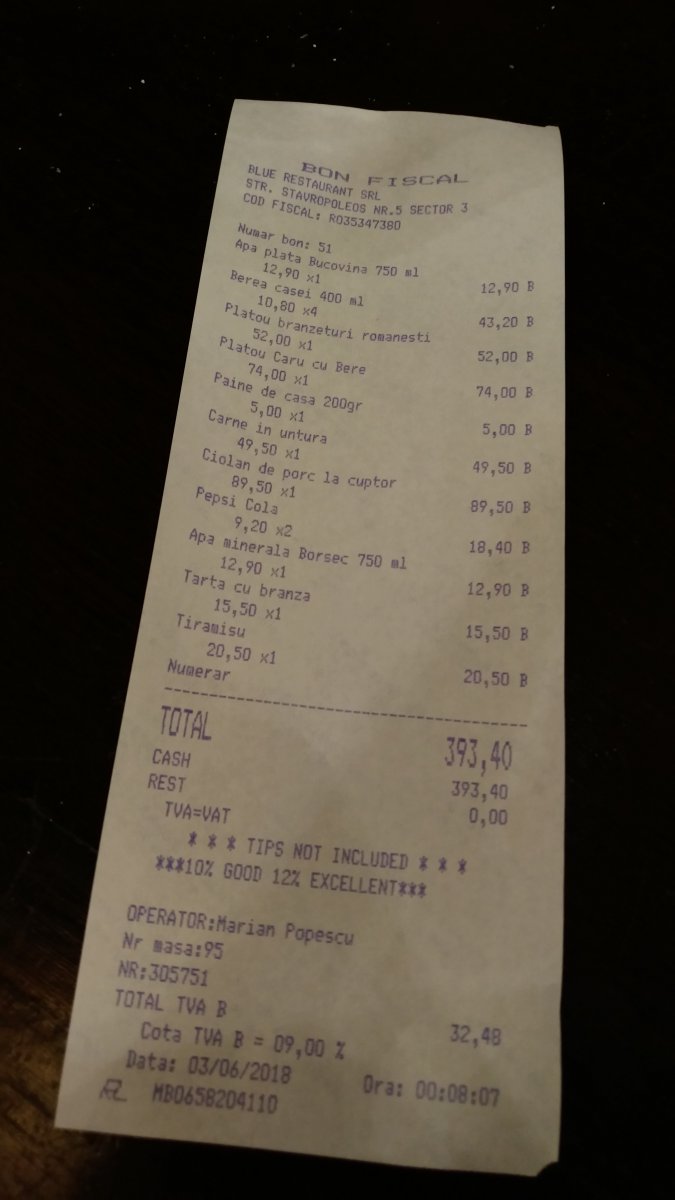 BON FISCAL
BLUE RESTAURANT SRL
STR. STAVROPOLEOS NR.5 SECTOR 3
COD FISCAL: RO35347380
Numar bon: 51
Apa plata Bucovina 750 ml
12,90 x1 12,90 B
Berea casei 400 ml
10,80 x4 43,20 B
Platou branzeturi romanesti
52,00 x1 52,00 B
Platou Caru cu Bere
74,00 x1 74,00 B
Paine de casa 200gr
5,00 x1 5,00 B
Carne in untura
49,50 x1 49,50 B
Ciolan de porc la cuptor
89,50 x1 89,50 B
Pepsi Cola
9,20 x2 18,40 B
Apa minerala Borsec 750 ml
12,90 x1 12,90 B
Tarta cu branza
15,50 x1 15,50 B
Tiramisu
20,50 x1 20,50 B
Numerar
TOTAL 393,40
CASH 393,40
REST 0,00
TVA=VAT
* * * TIPS NOT INCLUDED * * *
***10% GOOD 12% EXCELLENT***
OPERATOR:Marian Popescu
Nr masa:95
NR:305751
TOTAL TVA B 32,48
Cota TVA B = 09,00 %
Data: 03/06/2018 Ora: 00:08:07
MB0658204110